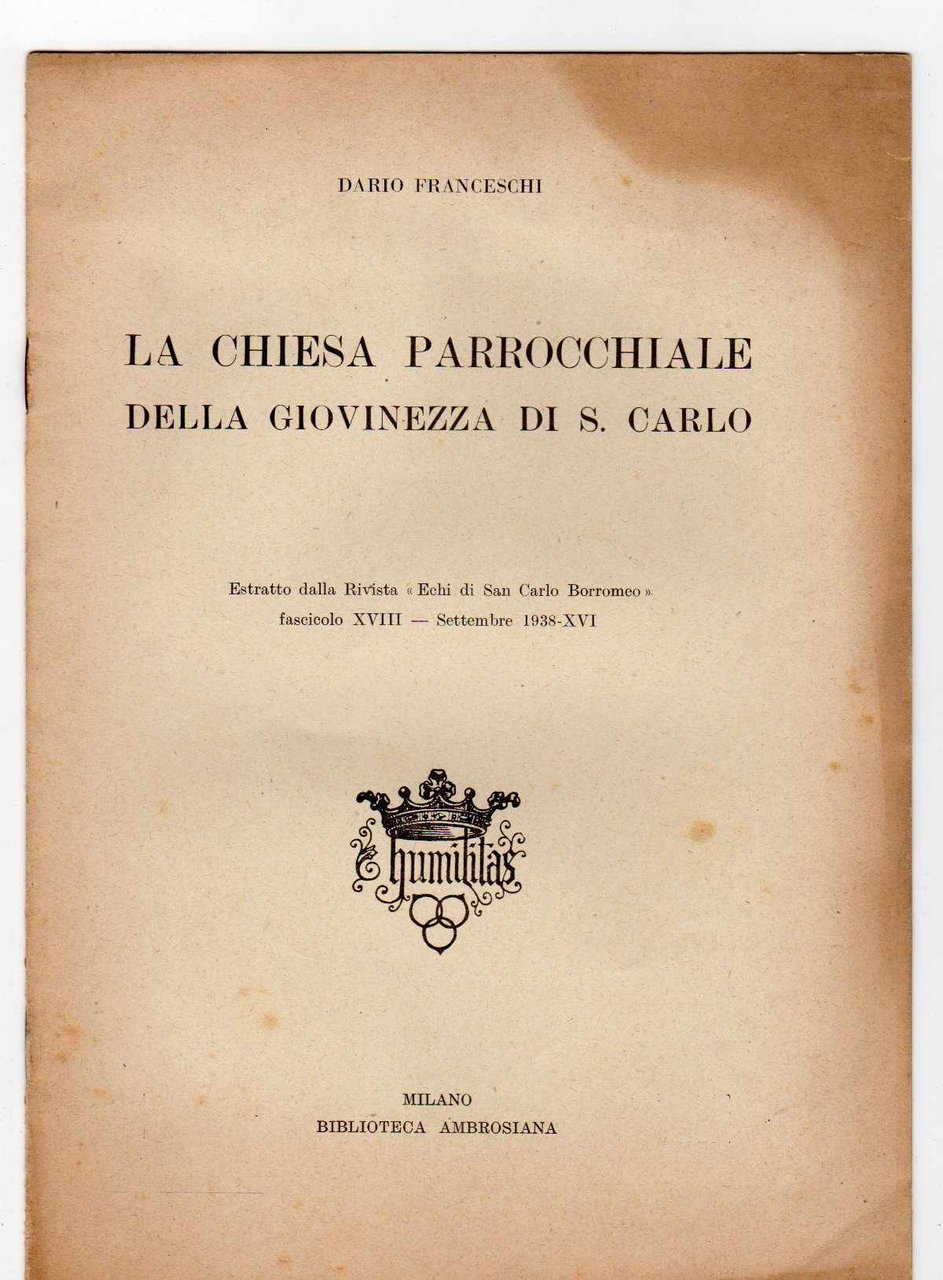 DARIO FRANCESCHI
LA CHIESA PARROCCHIALE
DELLA GIOVINEZZA DI S. CARLO
Estratto dalla Rivista « Echi di San Carlo Borromeo »
fascicolo XVIII — Settembre 1938-XVI
humilitas
MILANO
BIBLIOTECA AMBROSIANA